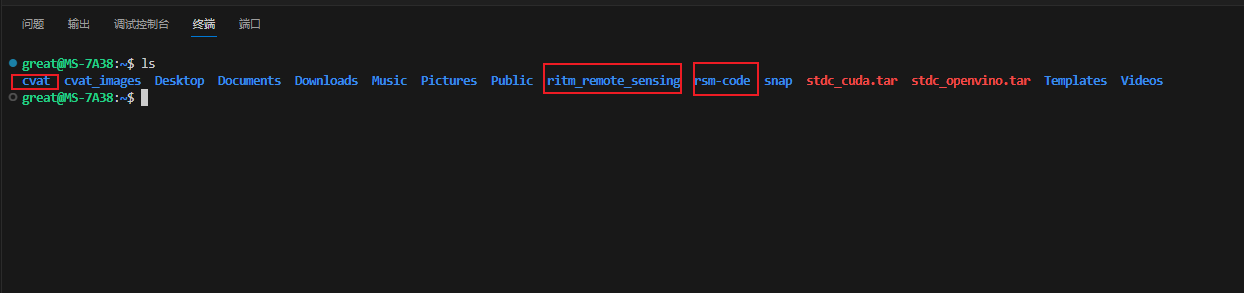 问题 输出 调试控制台 终端 端口
great@MS-7A38:~$ ls
cvat cvat_images Desktop Documents Downloads Music Pictures Public ritm_remote_sensing rsm-code snap stdc_cuda.tar stdc_openvino.tar Templates Videos
great@MS-7A38:~$